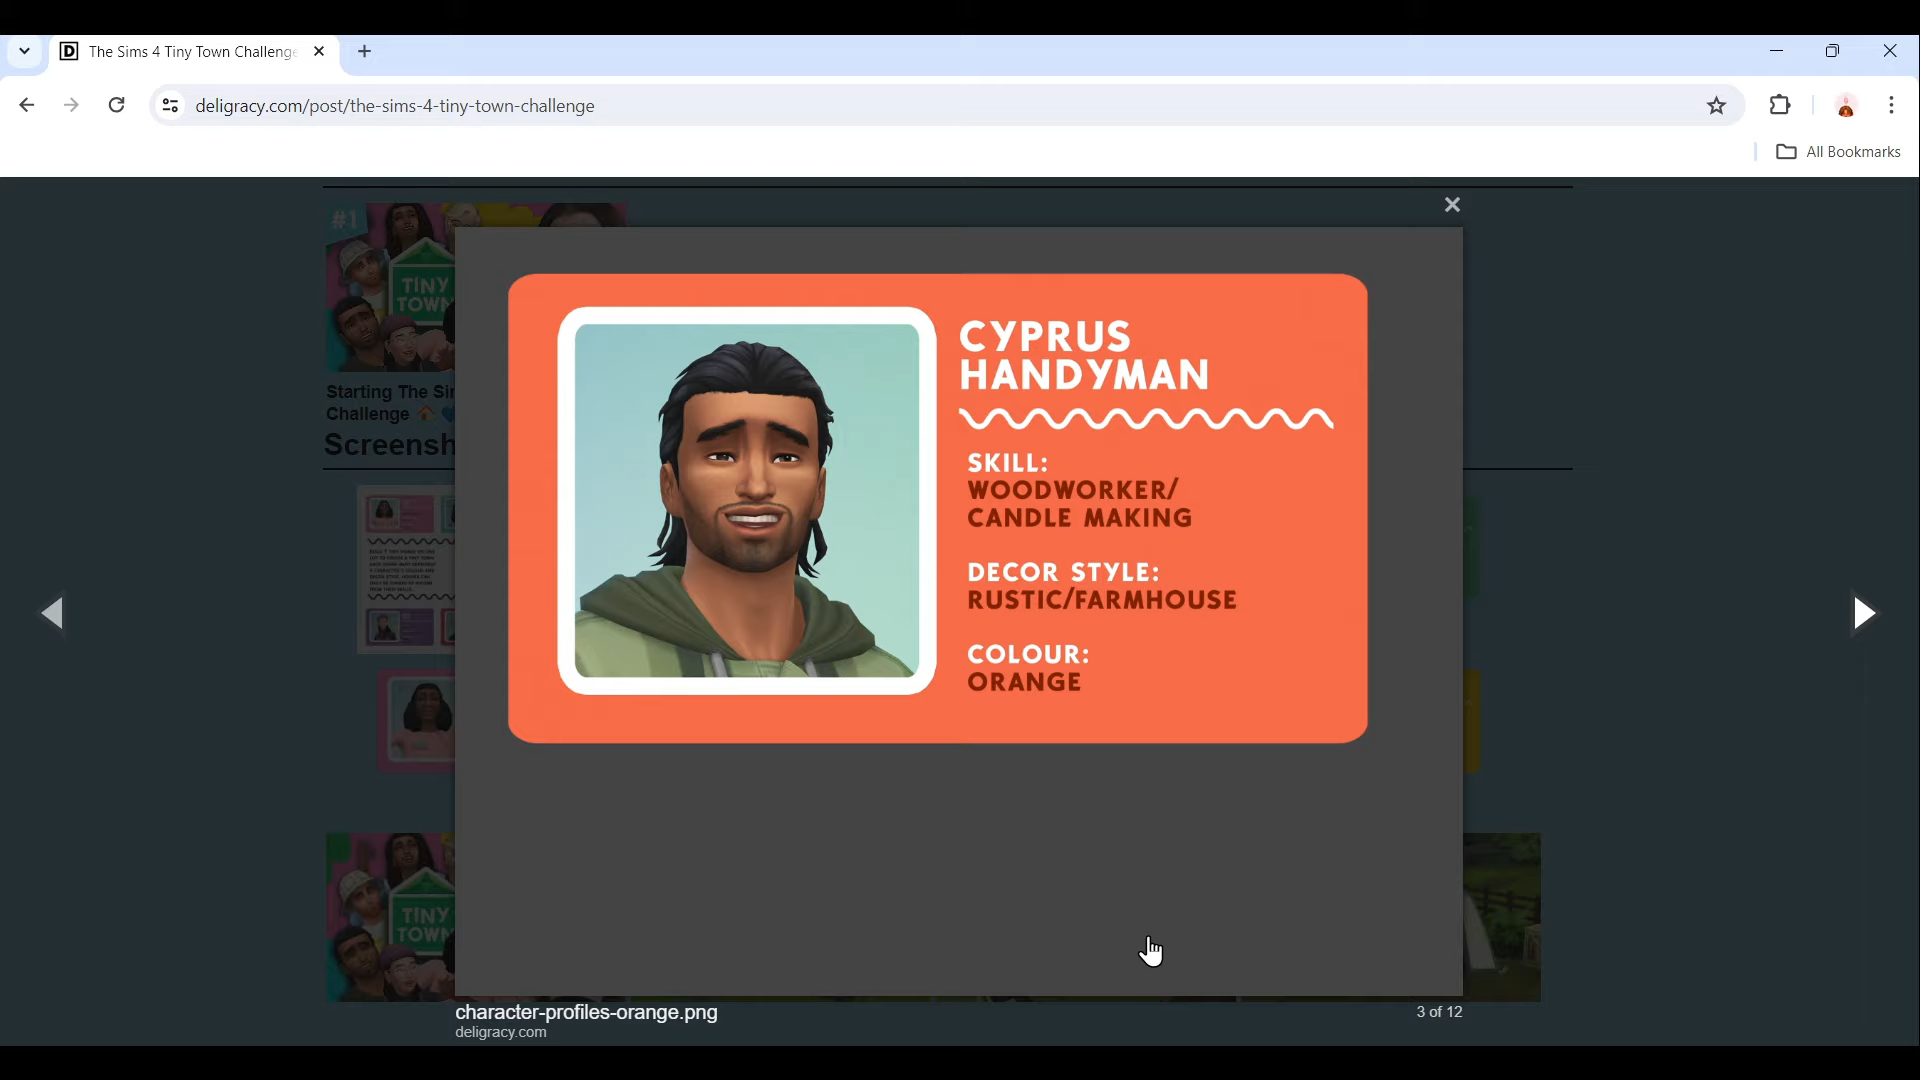 The Sims 4 Tiny Town Challenge
deligracy.com/post/the-sims-4-tiny-town-challenge
All Bookmarks
#1
TINY
TOWN
Starting The Si
Challenge
Screensh
CYPRUS
HANDYMAN
SKILL:
WOODWORKER/
CANDLE MAKING
DECOR STYLE:
RUSTIC/FARMHOUSE
COLOUR:
ORANGE
TINY
TOWN
character-profiles-orange.png
3 of 12
deligracy.com